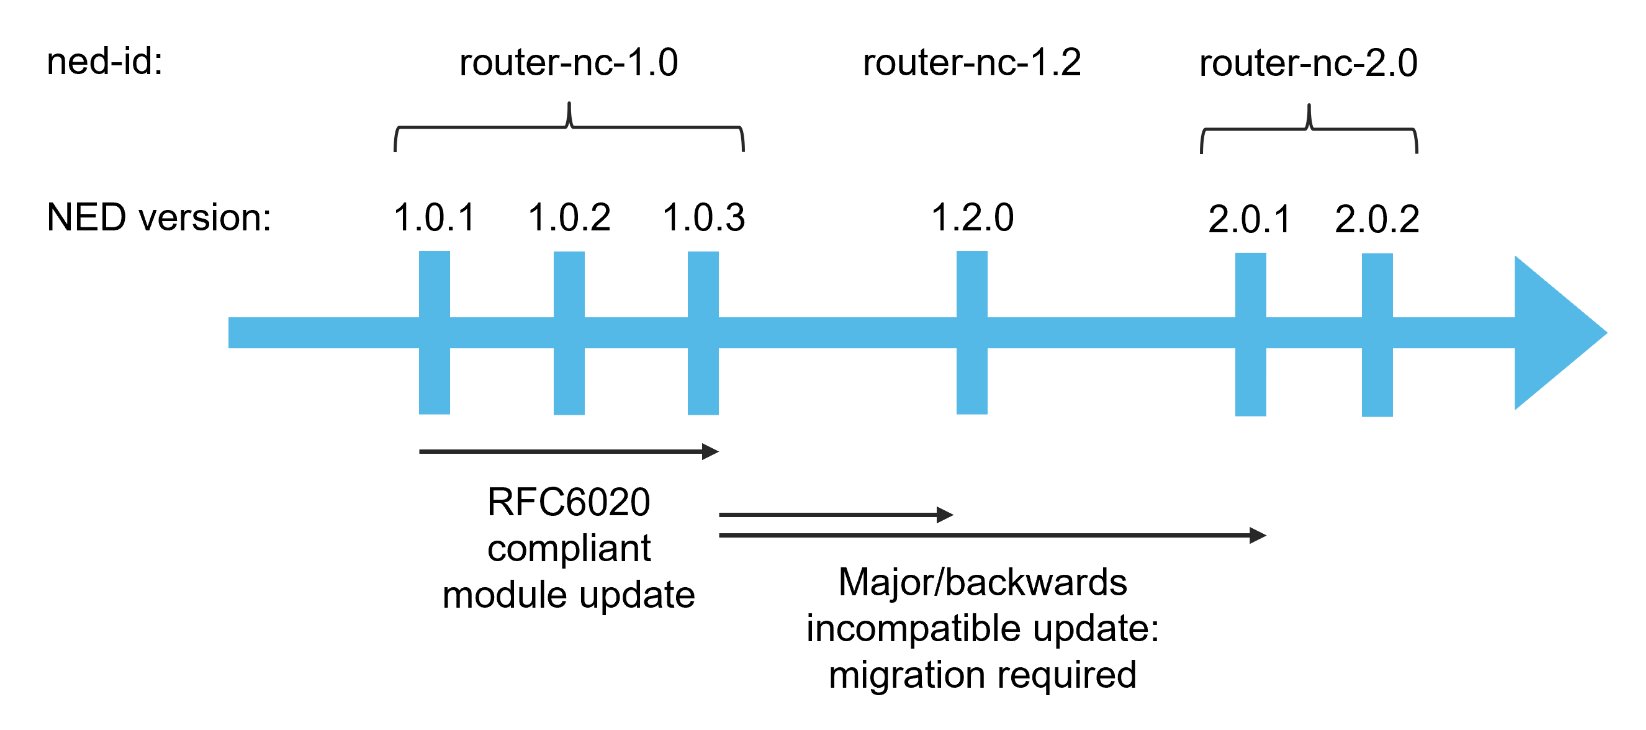 ned-id: router-nc-1.0 router-nc-1.2 router-nc-2.0
NED version: 1.0.1 1.0.2 1.0.3 1.2.0 2.0.1 2.0.2
RFC6020
compliant
module update
Major/backwards
incompatible update:
migration required